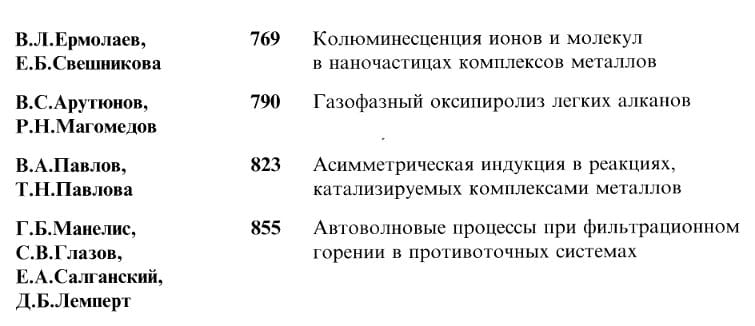 В.Л.Ермолаев, 769 Колюминесценция ионов и молекул
Е.Б.Свешникова в наночастицах комплексов металлов
В.С.Арутюнов, 790 Газофазный оксипиролиз легких алканов
Р.Н.Магомедов
В.А.Павлов, 823 Асимметрическая индукция в реакциях,
Т.Н.Павлова катализируемых комплексами металлов
Г.Б.Манелис, 855 Автоволновые процессы при фильтрационном
С.В.Глазов, горении в противоточных системах
Е.А.Салганский,
Д.Б.Лемперт